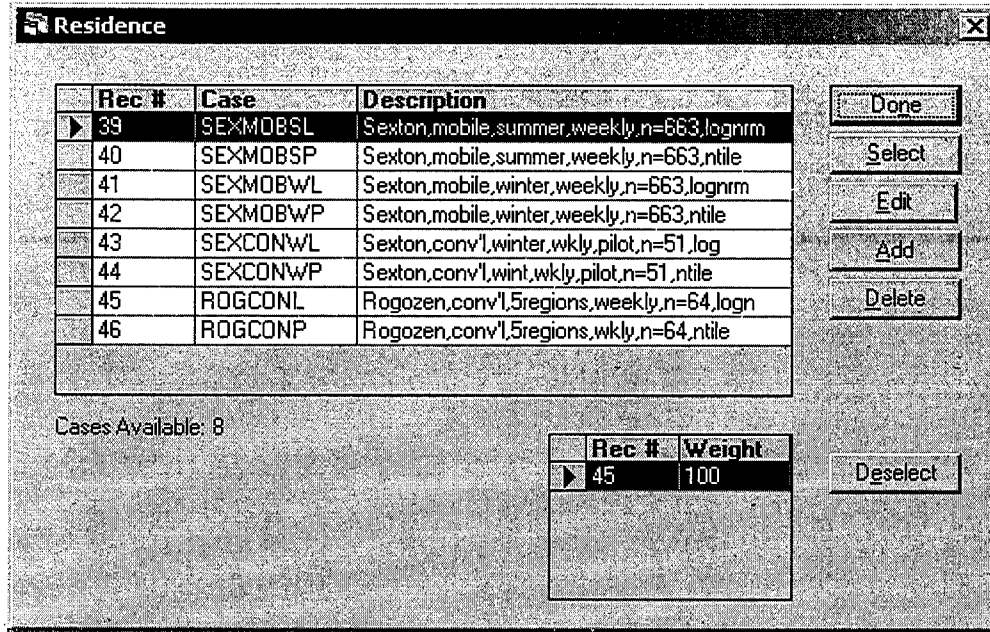 Residence
Rec # Case Description
39 SEXMOBSL Sexton,mobile,summer,weekly,n=663,lognrm
40 SEXMOBSP Sexton,mobile,summer,weekly,n=663,ntile
41 SEXMOBWL Sexton,mobile,winter,weekly,n=663,lognrm
42 SEXMOBWP Sexton,mobile,winter,weekly,n=663,ntile
43 SEXCONWL Sexton,conv'l,winter,wkly,pilot,n=51,log
44 SEXCONWP Sexton,conv'l,wint,wkly,pilot,n=51,ntile
45 ROGCONL Rogozen,conv'l,5regions,weekly,n=64,logn
46 ROGCONP Rogozen,conv'l,5regions,wkly,n=64,ntile
Done
Select
Edit
Add
Delete
Cases Available: 8
Rec # Weight
45 100
Deselect